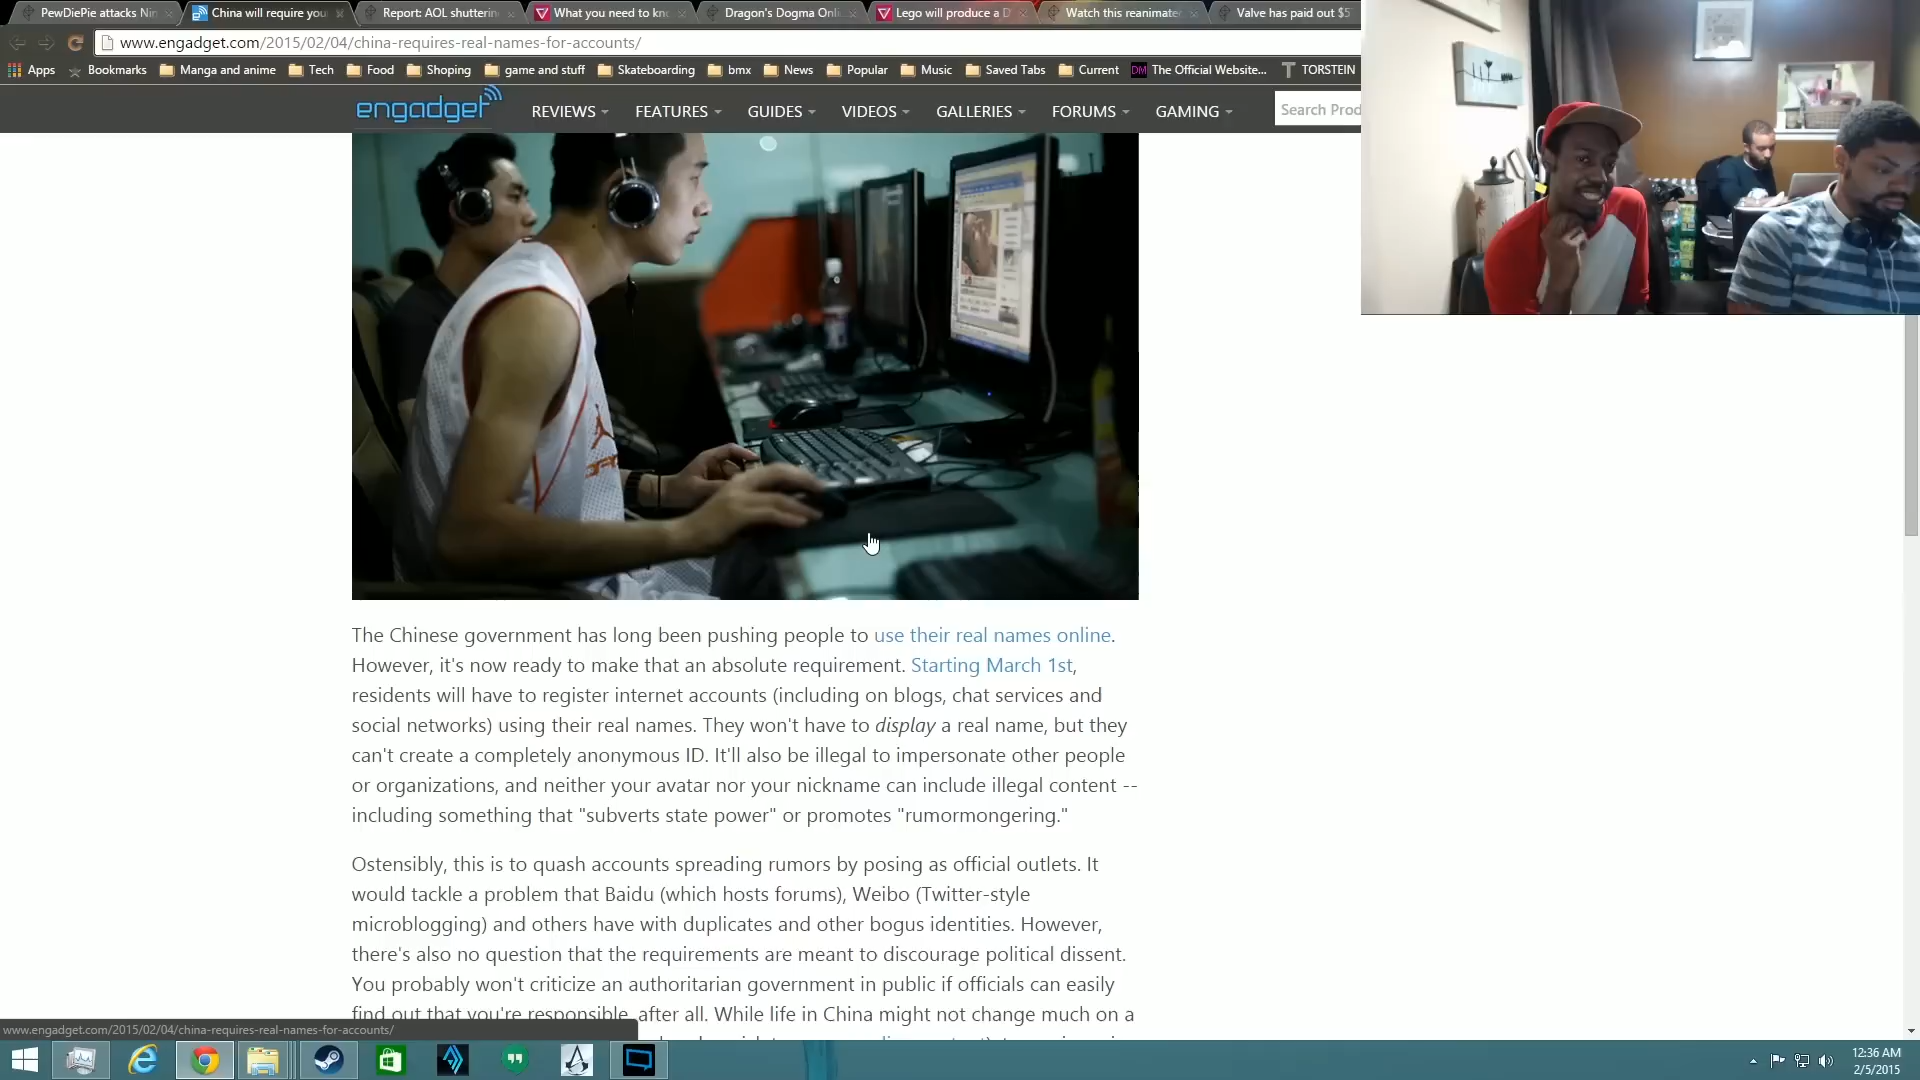 PewDiePie attacks Nin
China will require you
Report: AOL shutterin
What you need to kn
Dragon's Dogma Onli
Lego will produce a D
Watch this reanimate
Valve has paid out $5
www.engadget.com/2015/02/04/china-requires-real-names-for-accounts/
Apps
Bookmarks
Manga and anime
Tech
Food
Shoping
game and stuff
Skateboarding
bmx
News
Popular
Music
Saved Tabs
Current
DM
The Official Website...
TORSTEIN
engadget
REVIEWS
FEATURES
GUIDES
VIDEOS
GALLERIES
FORUMS
GAMING
Search Prod
The Chinese government has long been pushing people to use their real names online.
However, it's now ready to make that an absolute requirement. Starting March 1st,
residents will have to register internet accounts (including on blogs, chat services and
social networks) using their real names. They won't have to display a real name, but they
can't create a completely anonymous ID. It'll also be illegal to impersonate other people
or organizations, and neither your avatar nor your nickname can include illegal content --
including something that "subverts state power" or promotes "rumormongering."
Ostensibly, this is to quash accounts spreading rumors by posing as official outlets. It
would tackle a problem that Baidu (which hosts forums), Weibo (Twitter-style
microblogging) and others have with duplicates and other bogus identities. However,
there's also no question that the requirements are meant to discourage political dissent.
You probably won't criticize an authoritarian government in public if officials can easily
find out that you're responsible, after all. While life in China might not change much on a
www.engadget.com/2015/02/04/china-requires-real-names-for-accounts/
12:36 AM
2/5/2015